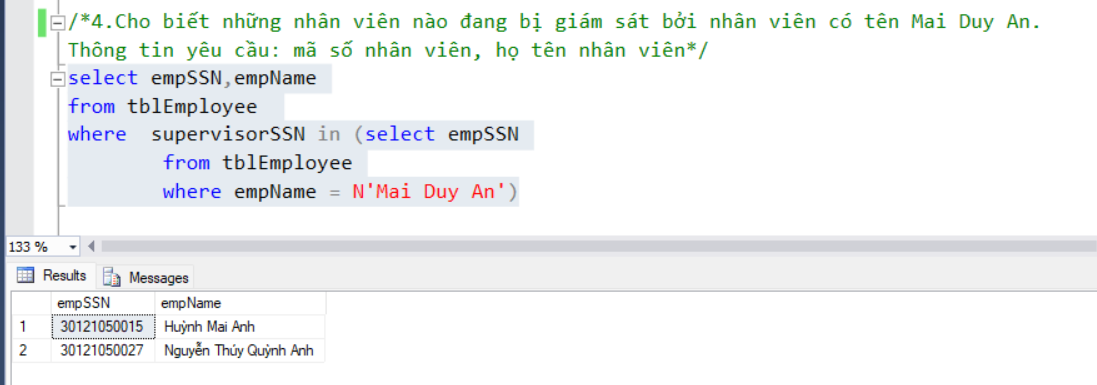 /*4.Cho biết những nhân viên nào đang bị giám sát bởi nhân viên có tên Mai Duy An.
Thông tin yêu cầu: mã số nhân viên, họ tên nhân viên*/
select empSSN,empName
from tblEmployee
where  supervisorSSN in (select empSSN
from tblEmployee
where empName = N'Mai Duy An')
133 %
Results Messages
empSSN empName
1 30121050015 Huỳnh Mai Anh
2 30121050027 Nguyễn Thúy Quỳnh Anh